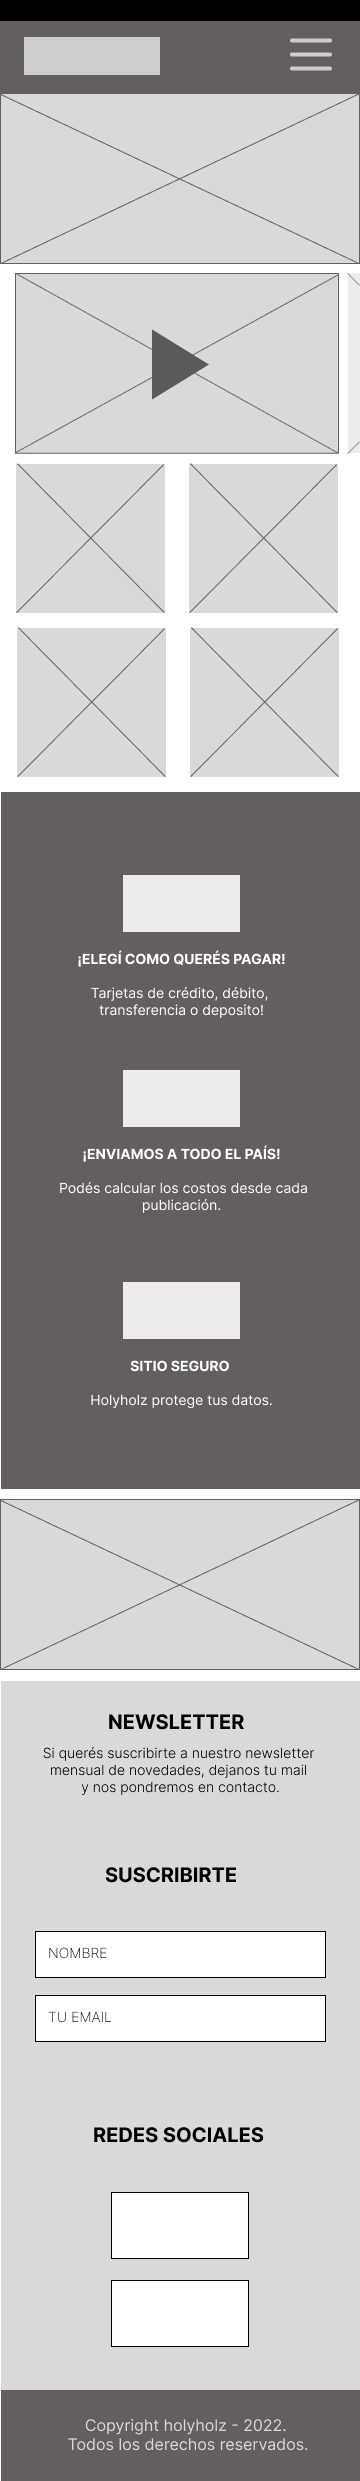 ¡ELEGÍ COMO QUERÉS PAGAR!
Tarjetas de crédito, débito,
transferencia o deposito!
¡ENVIAMOS A TODO EL PAÍS!
Podés calcular los costos desde cada
publicación.
SITIO SEGURO
Holyholz protege tus datos.
NEWSLETTER
Si querés suscribirte a nuestro newsletter
mensual de novedades, dejanos tu mail
y nos pondremos en contacto.
SUSCRIBIRTE
NOMBRE
TU EMAIL
REDES SOCIALES
Copyright holyholz - 2022.
Todos los derechos reservados.